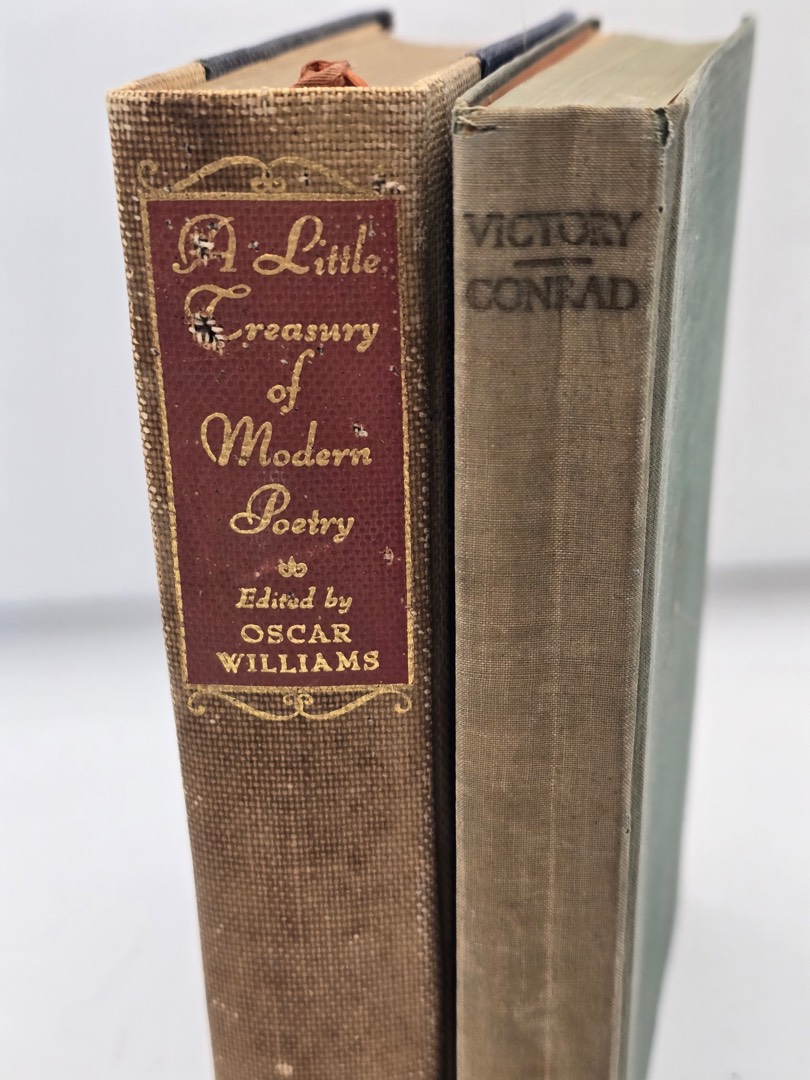 A Little
Treasury
of
Modern
Poetry
Edited by
OSCAR
WILLIAMS
VICTORY
CONRAD